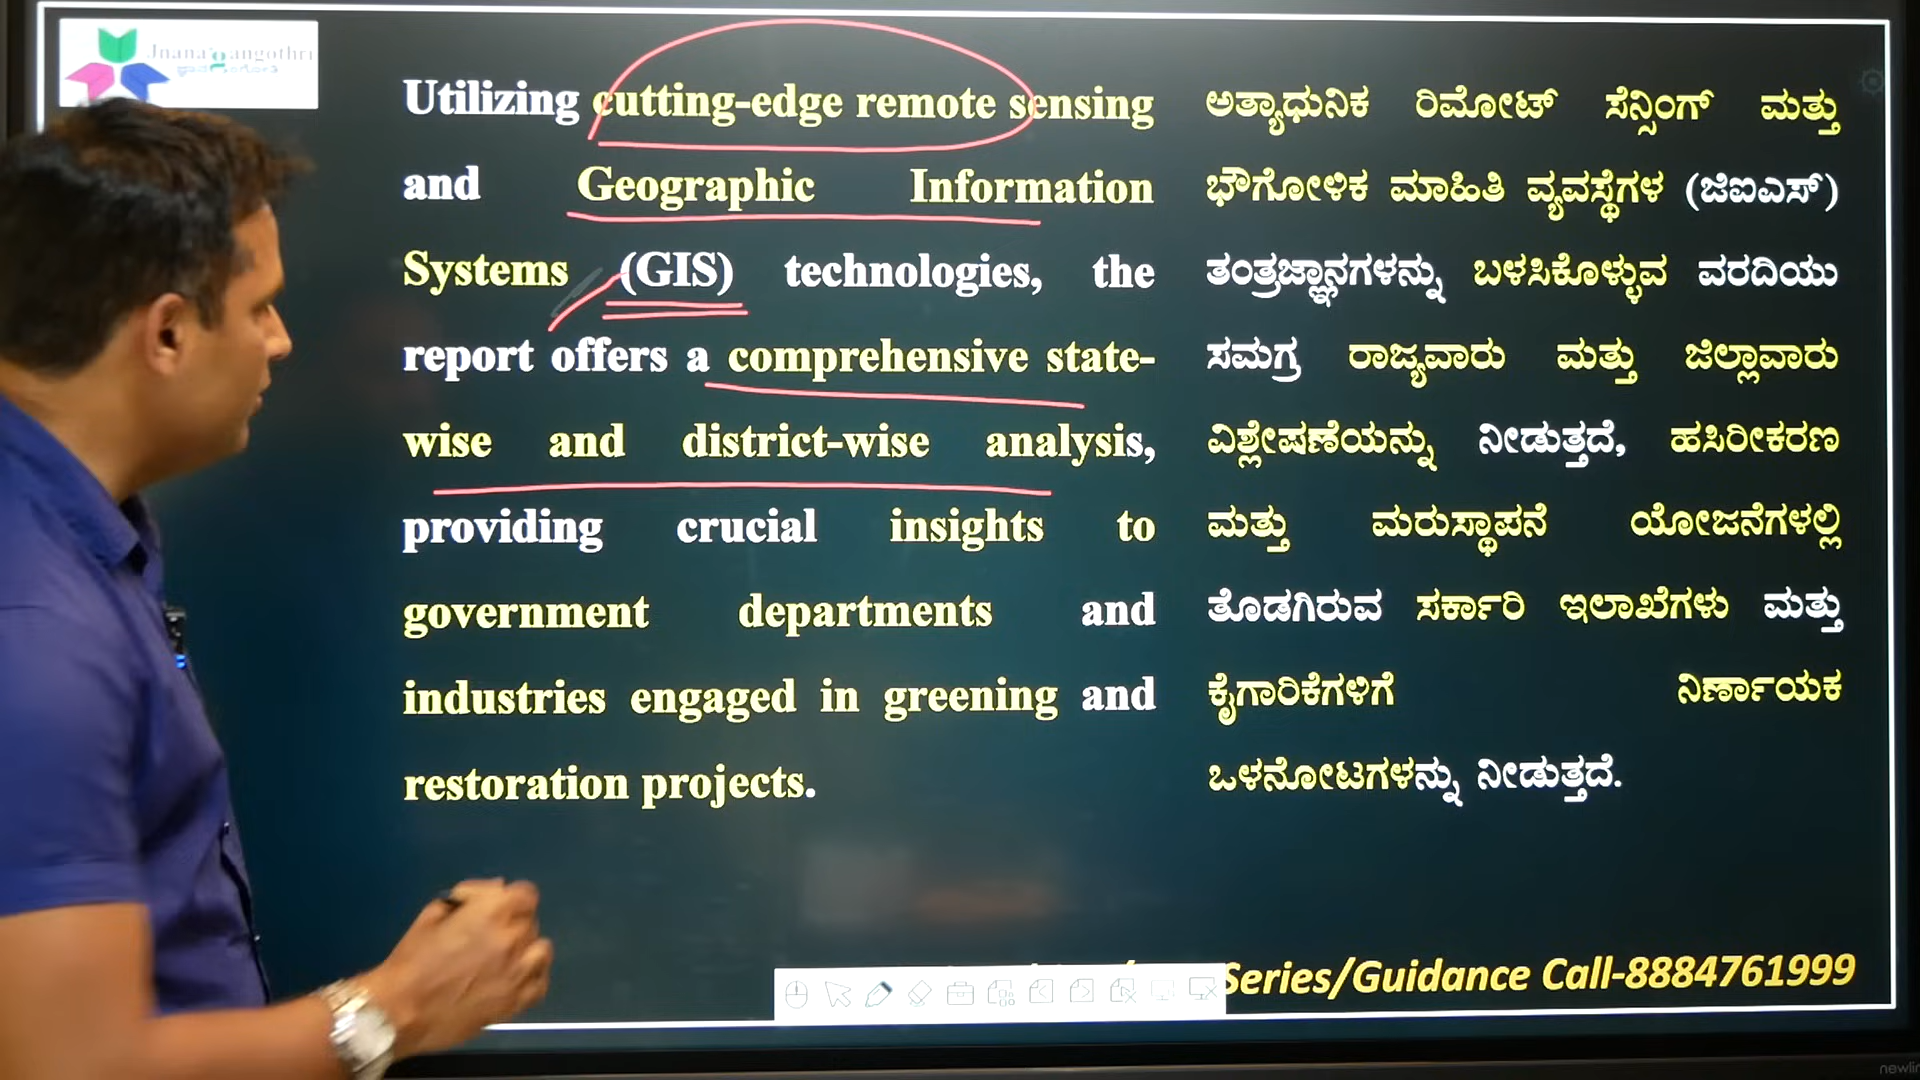 Jnanagangothri
Utilizing cutting-edge remote sensing
and Geographic Information
Systems (GIS) technologies, the
report offers a comprehensive state-
wise and district-wise analysis,
providing crucial insights to
government departments and
industries engaged in greening and
restoration projects.
ಅತ್ಯಾಧುನಿಕ ರಿಮೋಟ್ ಸೆನ್ಸಿಂಗ್ ಮತ್ತು
ಭೌಗೋಳಿಕ ಮಾಹಿತಿ ವ್ಯವಸ್ಥೆಗಳ (ಜಿಐಎಸ್)
ತಂತ್ರಜ್ಞಾನಗಳನ್ನು ಬಳಸಿಕೊಳ್ಳುವ ವರದಿಯು
ಸಮಗ್ರ ರಾಜ್ಯವಾರು ಮತ್ತು ಜಿಲ್ಲಾವಾರು
ವಿಶ್ಲೇಷಣೆಯನ್ನು ನೀಡುತ್ತದೆ, ಹಸಿರೀಕರಣ
ಮತ್ತು ಮರುಸ್ಥಾಪನೆ ಯೋಜನೆಗಳಲ್ಲಿ
ತೊಡಗಿರುವ ಸರ್ಕಾರಿ ಇಲಾಖೆಗಳು ಮತ್ತು
ಕೈಗಾರಿಕೆಗಳಿಗೆ ನಿರ್ಣಾಯಕ
ಒಳನೋಟಗಳನ್ನು ನೀಡುತ್ತದೆ.
Series/Guidance Call-8884761999